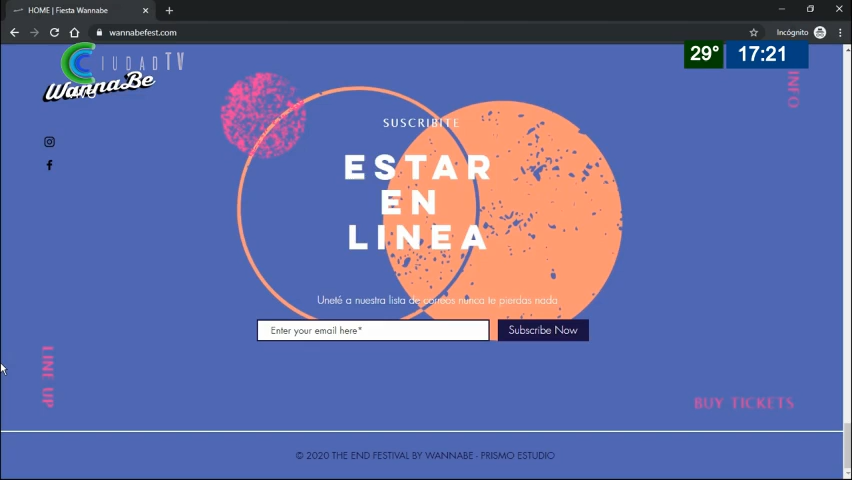 HOME | Fiesta Wannabe
wannabefest.com
Incógnito
CIUDAD TV
VIVO
WannaBe
29°
17:21
INFO
SUSCRIBITE
ESTAR
EN
LINEA
Uneté a nuestra lista de correos nunca te pierdas nada
Enter your email here*
Subscribe Now
LINE UP
BUY TICKETS
© 2020 THE END FESTIVAL BY WANNABE - PRISMO ESTUDIO